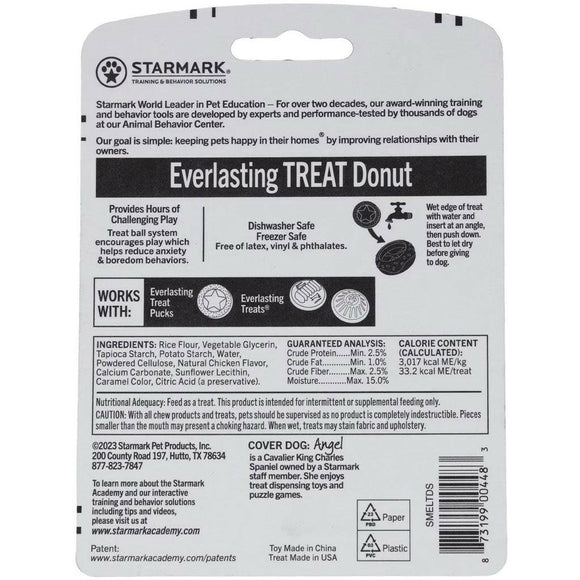 STARMARK®
TRAINING & BEHAVIOR SOLUTIONS
Starmark World Leader in Pet Education – For over two decades, our award-winning training
and behavior tools are developed by experts and performance-tested by thousands of dogs
at our Animal Behavior Center.
Our goal is simple: keeping pets happy in their homes® by improving relationships with their
owners.
Everlasting TREAT Donut
Provides Hours of
Challenging Play
Treat ball system
encourages play which
helps reduce anxiety
& boredom behaviors.
Dishwasher Safe
Freezer Safe
Free of latex, vinyl & phthalates.
Wet edge of treat
with water and
insert at an angle,
then push down.
Best to let dry
before giving
to dog.
WORKS
WITH:
Everlasting
Treat
Pucks
Everlasting
Treats®
INGREDIENTS: Rice Flour, Vegetable Glycerin,
Tapioca Starch, Potato Starch, Water,
Powdered Cellulose, Natural Chicken Flavor,
Calcium Carbonate, Sunflower Lecithin,
Caramel Color, Citric Acid (a preservative).
GUARANTEED ANALYSIS:
Crude Protein.....Min. 2.5%
Crude Fat............Min. 1.0%
Crude Fiber.........Max. 2.5%
Moisture.............Max. 15.0%
CALORIE CONTENT
(CALCULATED):
3,017 kcal ME/kg
33.2 kcal ME/treat
Nutritional Adequacy: Feed as a treat. This product is intended for intermittent or supplemental feeding only.
CAUTION: With all chew products and treats, pets should be supervised as no product is completely indestructible. Pieces
smaller than the mouth may present a choking hazard. When wet, treats may stain fabric and upholstery.
©2023 Starmark Pet Products, Inc.
200 County Road 197, Hutto, TX 78634
877-823-7847
To learn more about the Starmark
Academy and our interactive
training and behavior solutions
including tips and videos,
please visit us at
www.starmarkacademy.com
Patent:
www.starmarkacademy.com/patents
COVER DOG: Angel
is a Cavalier King Charles
Spaniel owned by a Starmark
staff member. She enjoys
treat dispensing toys and
puzzle games.
Toy Made in China
Treat Made in USA
22
PBD
Paper
PVC
Plastic
SMELTDS
8 73199 00448 3